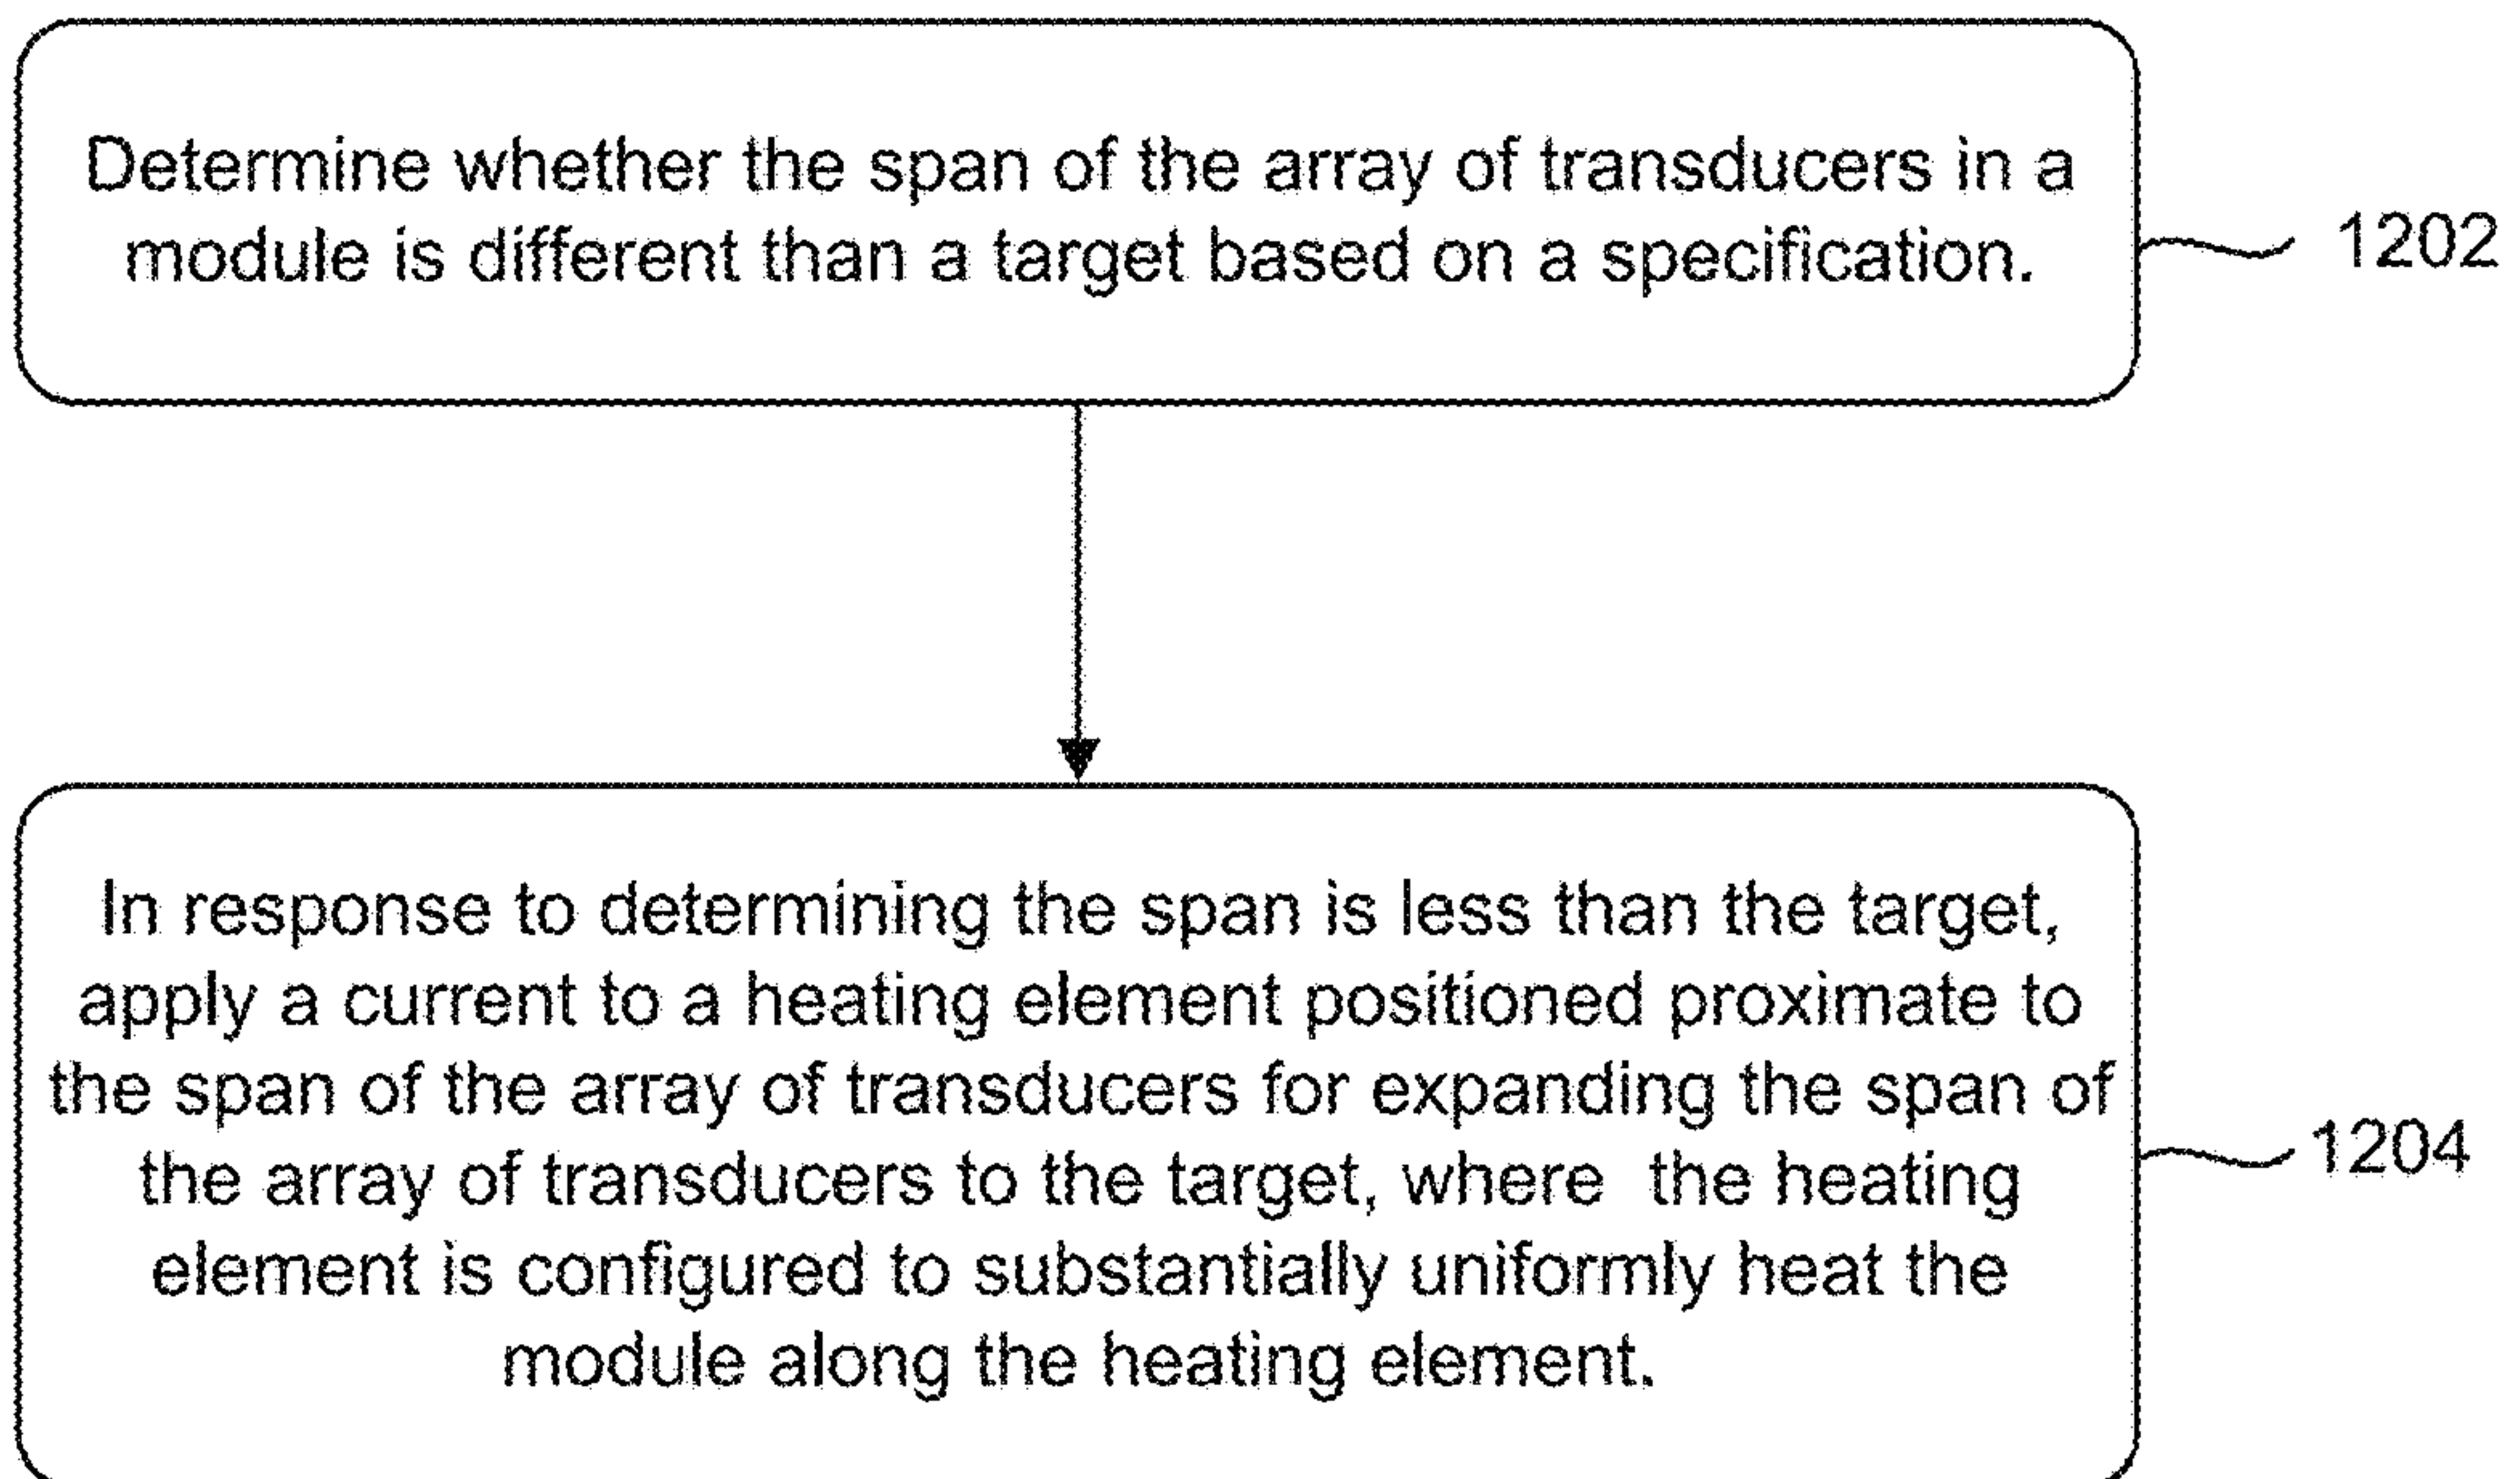 Determine whether the span of the array of transducers in a
module is different than a target based on a specification.
1202
In response to determining the span is less than the target,
apply a current to a heating element positioned proximate to
the span of the array of transducers for expanding the span of
the array of transducers to the target, where the heating
element is configured to substantially uniformly heat the
module along the heating element.
1204